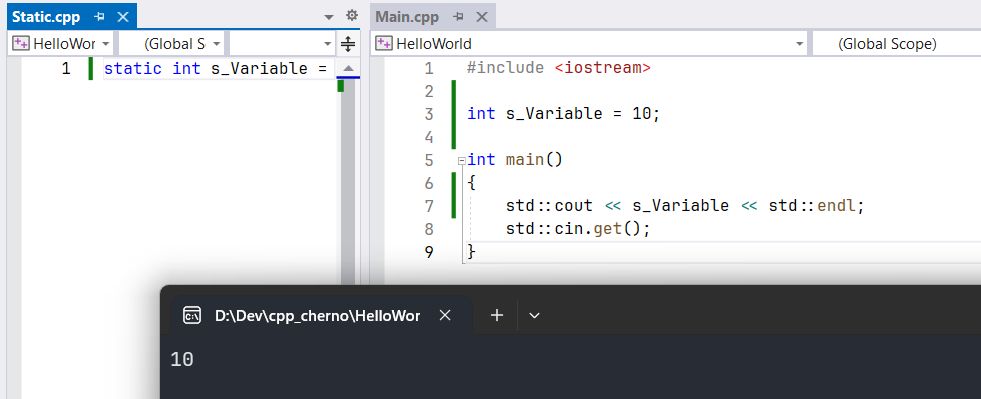 Static.cpp
HelloWor (Global S
1 static int s_Variable =
Main.cpp
HelloWorld (Global Scope)
1 #include <iostream>
2
3 int s_Variable = 10;
4
5 int main()
6 {
7 std::cout << s_Variable << std::endl;
8 std::cin.get();
9 }
D:\Dev\cpp_cherno\HelloWor
10